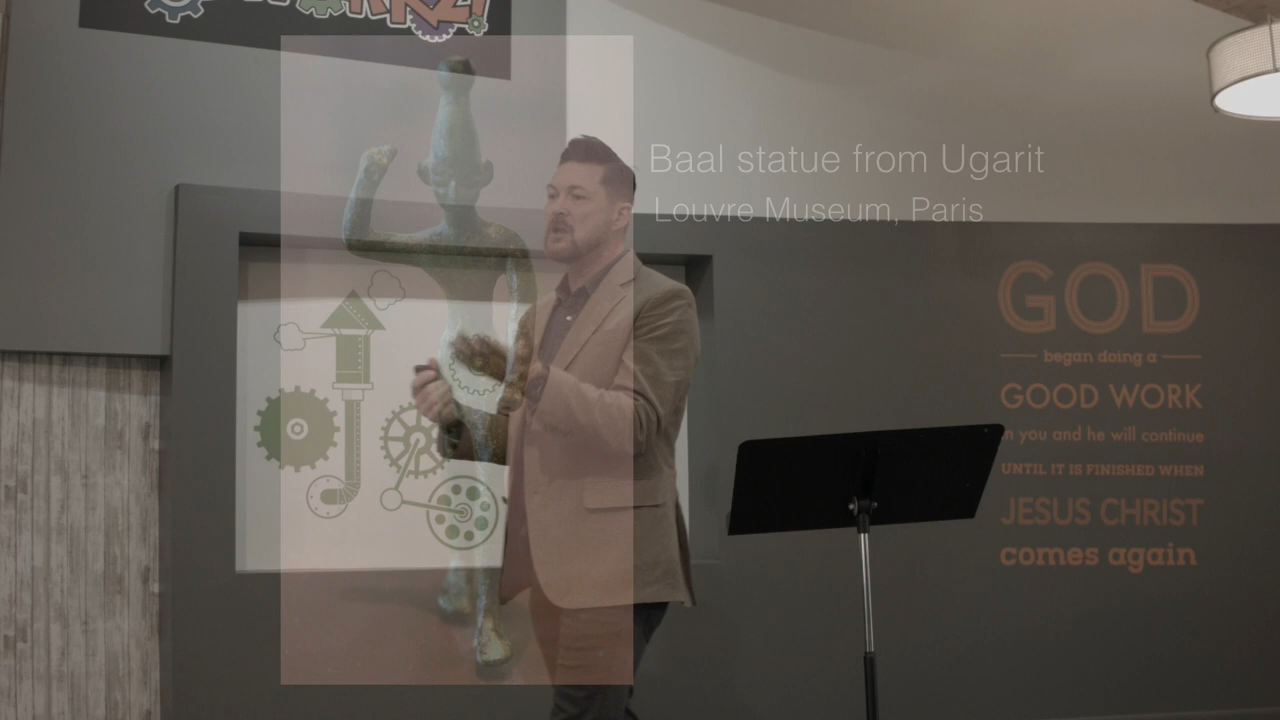 Baal statue from Ugarit
Louvre Museum, Paris
GOD
began doing a
GOOD WORK
you and he will continue
UNTIL IT IS FINISHED WHEN
JESUS CHRIST
comes again